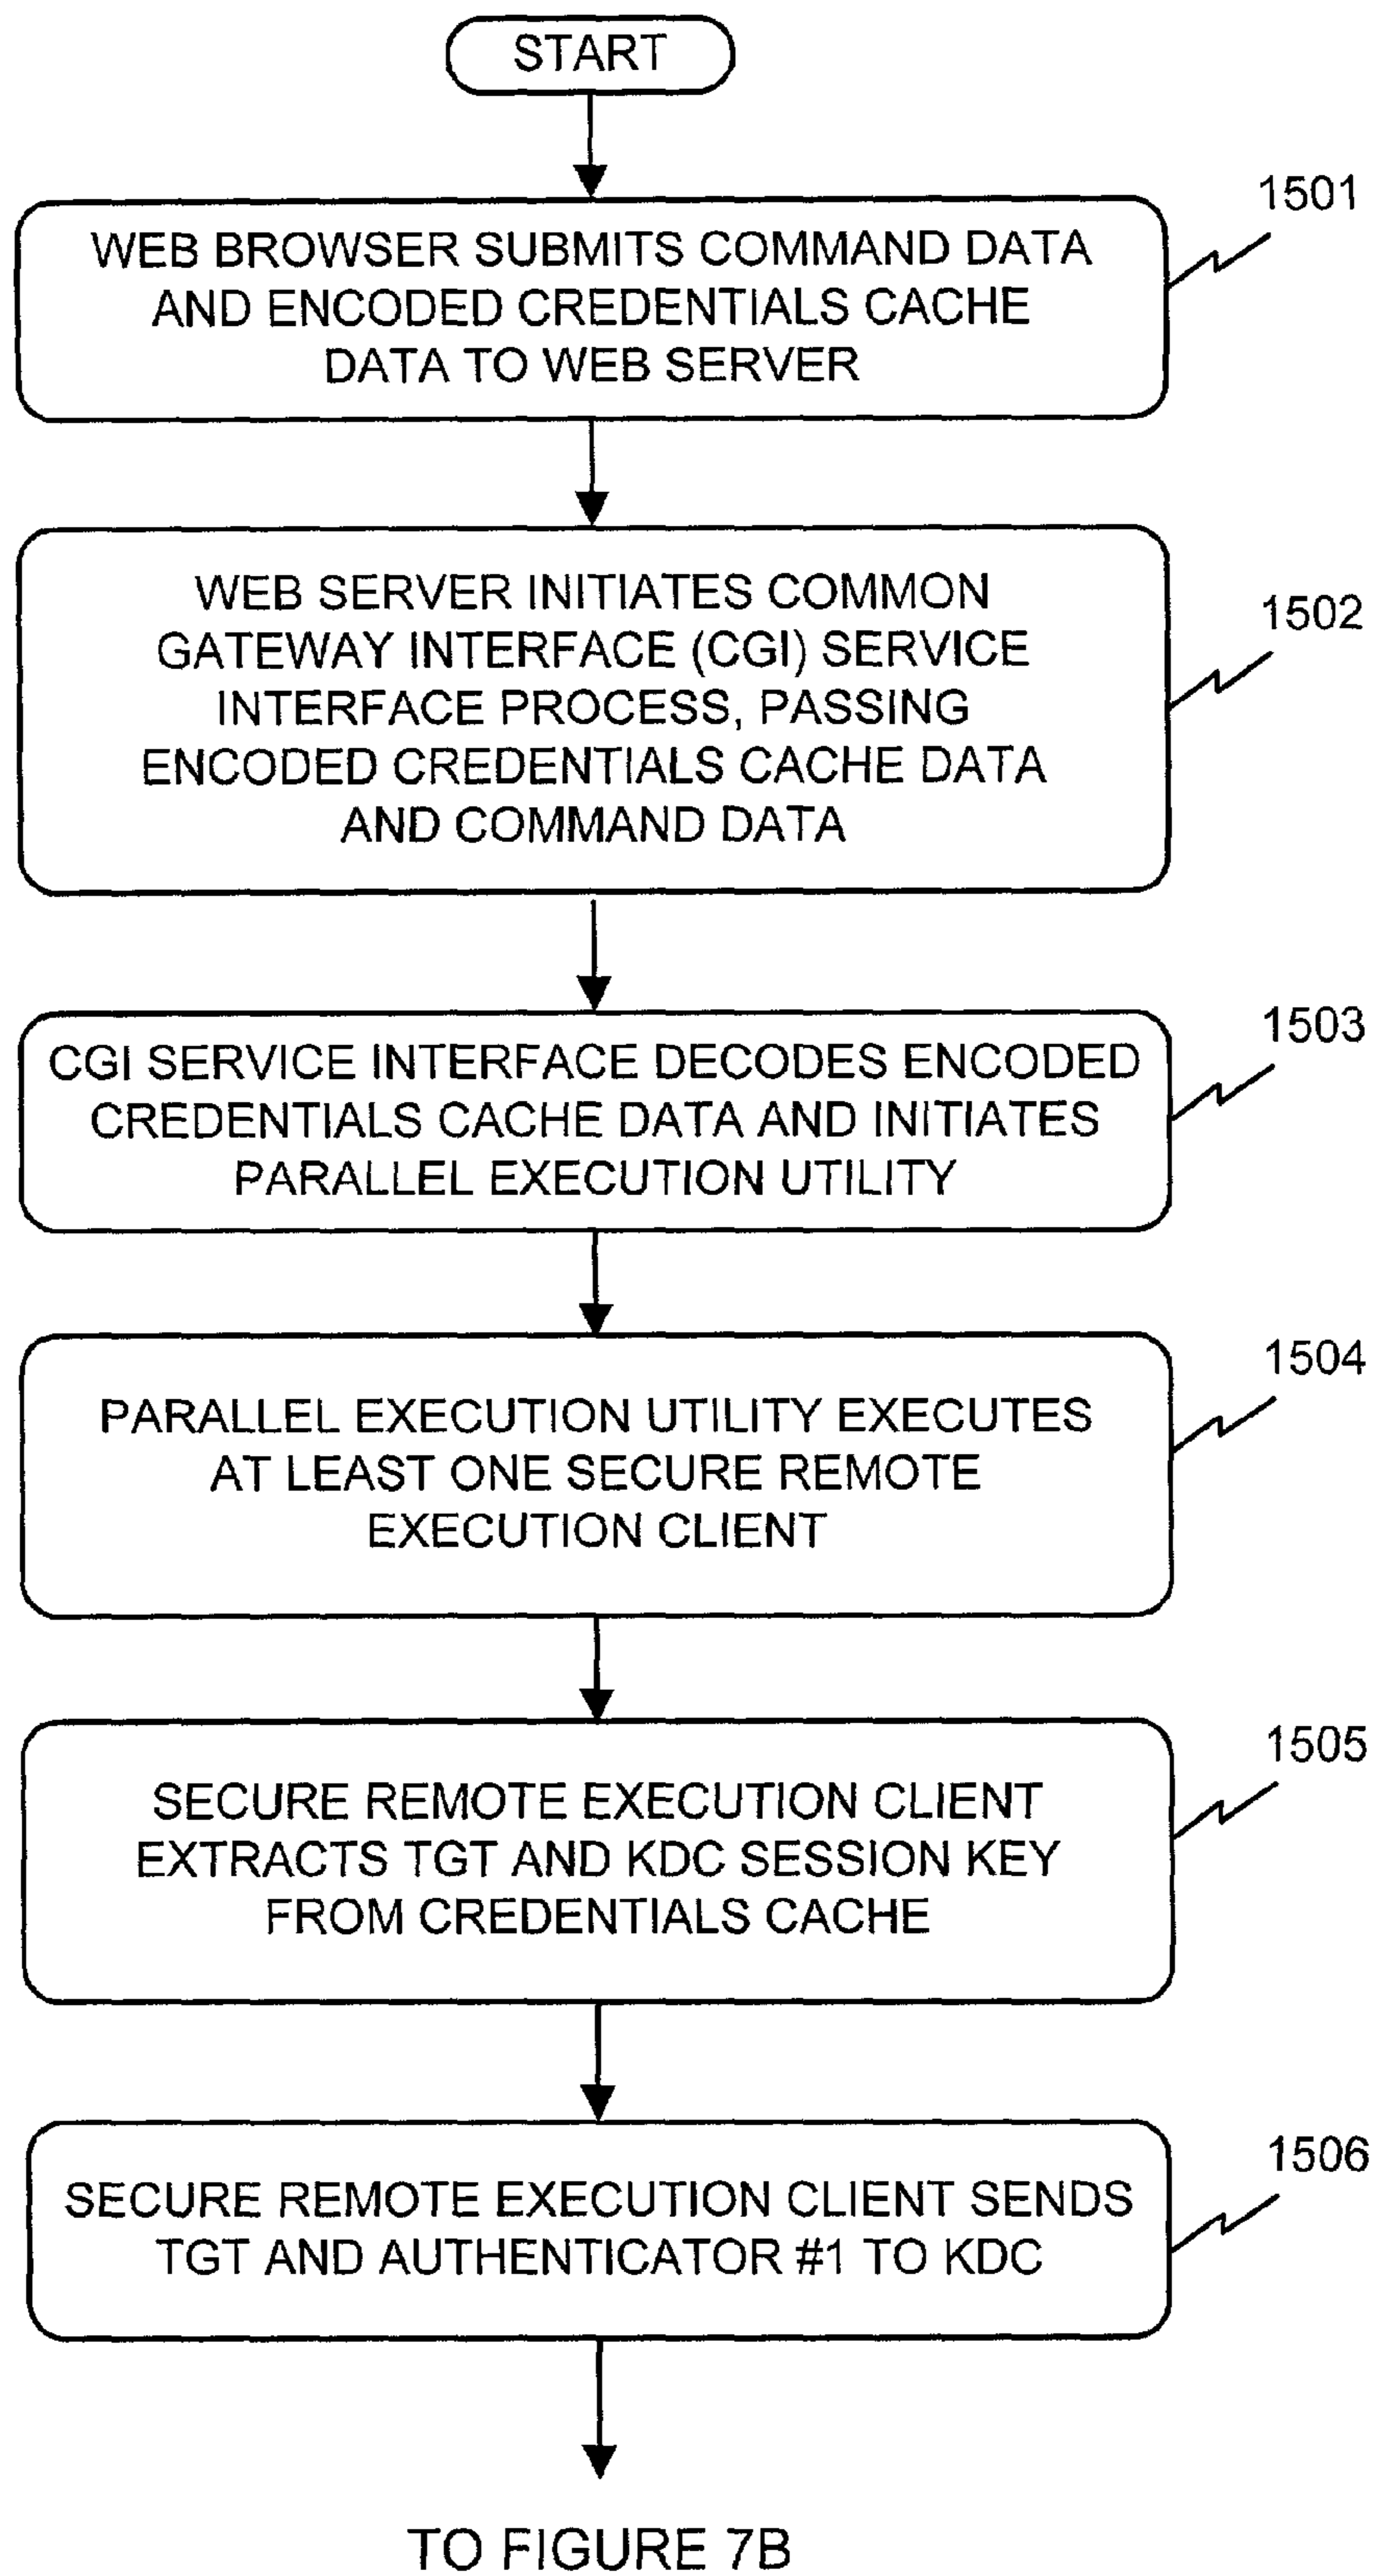 START
1501
WEB BROWSER SUBMITS COMMAND DATA
AND ENCODED CREDENTIALS CACHE
DATA TO WEB SERVER
1502
WEB SERVER INITIATES COMMON
GATEWAY INTERFACE (CGI) SERVICE
INTERFACE PROCESS, PASSING
ENCODED CREDENTIALS CACHE DATA
AND COMMAND DATA
1503
CGI SERVICE INTERFACE DECODES ENCODED
CREDENTIALS CACHE DATA AND INITIATES
PARALLEL EXECUTION UTILITY
1504
PARALLEL EXECUTION UTILITY EXECUTES
AT LEAST ONE SECURE REMOTE
EXECUTION CLIENT
1505
SECURE REMOTE EXECUTION CLIENT
EXTRACTS TGT AND KDC SESSION KEY
FROM CREDENTIALS CACHE
1506
SECURE REMOTE EXECUTION CLIENT SENDS
TGT AND AUTHENTICATOR #1 TO KDC
TO FIGURE 7B